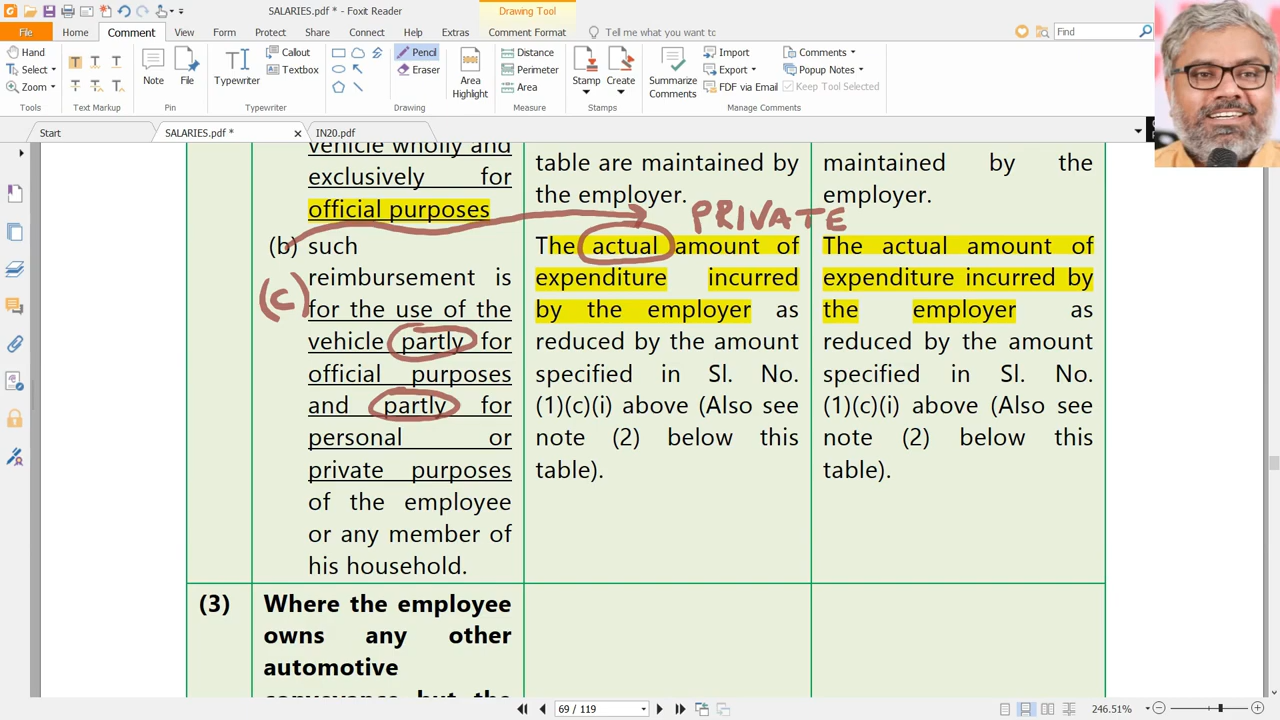 SALARIES.pdf * - Foxit Reader
Drawing Tool
File
Home
Comment
View
Form
Protect
Share
Connect
Help
Extras
Comment Format
Tell me what you want tc
Find
Hand
Select
Zoom
Tools
Text Markup
Note
File
Pin
Typewriter
Callout
Textbox
Typewriter
Pencil
Eraser
Drawing
Area
Highlight
Distance
Perimeter
Area
Measure
Stamp
Create
Stamps
Summarize
Comments
Import
Export
FDF via Email
Comments
Popup Notes
Keep Tool Selected
Manage Comments
Start
SALARIES.pdf *
IN20.pdf
vehicle wholly and
exclusively for
official purposes
(b) such
reimbursement is
(c)
for the use of the
vehicle partly for
official purposes
and partly for
personal or
private purposes
of the employee
or any member of
his household.
table are maintained by
the employer.
PRIVATE
The actual amount of
expenditure incurred
by the employer as
reduced by the amount
specified in Sl. No.
(1)(c)(i) above (Also see
note (2) below this
table).
maintained by the
employer.
The actual amount of
expenditure incurred by
the employer as
reduced by the amount
specified in Sl. No.
(1)(c)(i) above (Also see
note (2) below this
table).
(3) Where the employee
owns any other
automotive
conveyance but the
69 / 119
246.51%